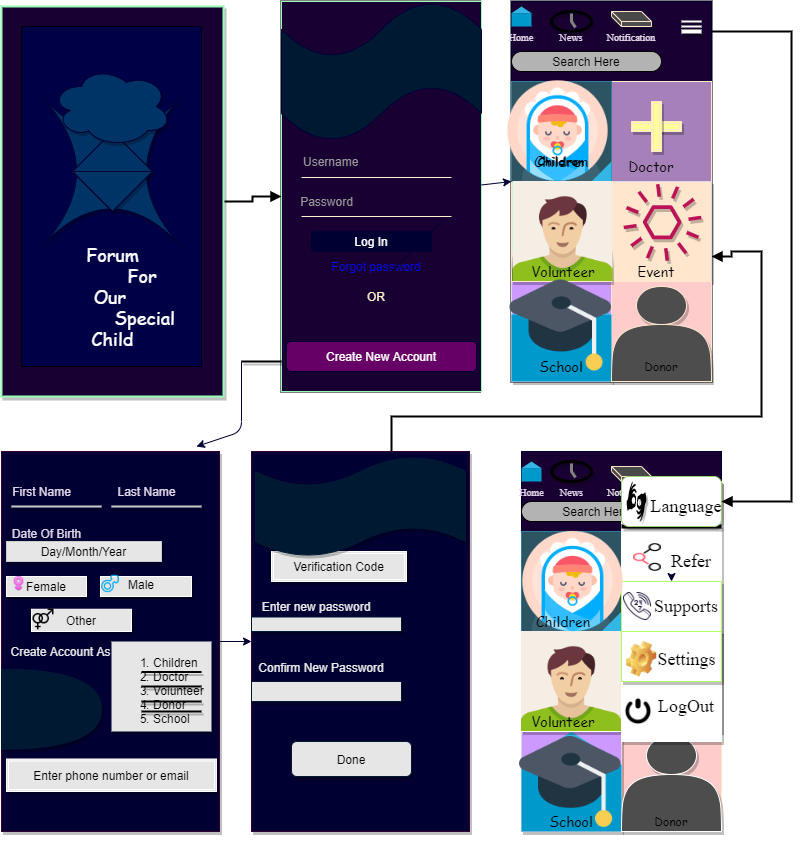 Forum
For
Our
Special
Child
Username
Password
Log In
Forgot password
OR
Create New Account
Home
News
Notification
Search Here
Children
Doctor
Volunteer
Event
School
Donor
First Name
Last Name
Date Of Birth
Day/Month/Year
Female
Male
Other
Create Account As
1. Children
2. Doctor
3. Volunteer
4. Donor
5. School
Enter phone number or email
Verification Code
Enter new password
Confirm New Password
Done
Home
News
Not
Search Her
Language
Refer
24/7
Supports
Settings
LogOut
Children
Volunteer
School
Donor